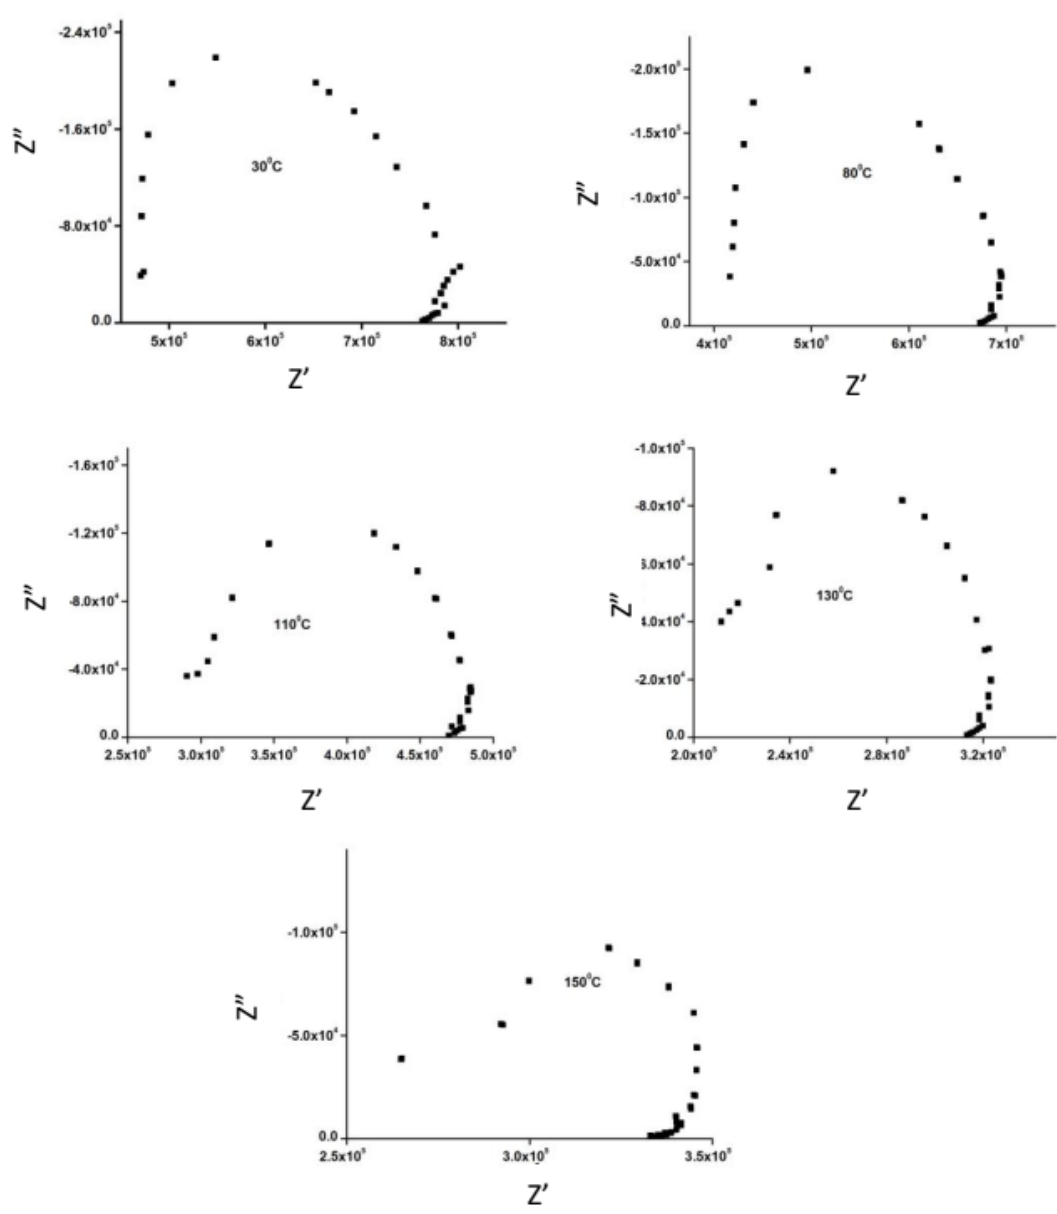 -2.4x10⁵
-1.6x10⁵
-8.0x10⁴
0.0
Z"
30⁰C
5x10⁵ 6x10⁵ 7x10⁵ 8x10⁵
Z'
-2.0x10⁵
-1.5x10⁵
-1.0x10⁵
-5.0x10⁴
0.0
Z"
80⁰C
4x10⁵ 5x10⁵ 6x10⁵ 7x10⁵
Z'
-1.6x10⁵
-1.2x10⁵
-8.0x10⁴
-4.0x10⁴
0.0
Z"
110⁰C
2.5x10⁵ 3.0x10⁵ 3.5x10⁵ 4.0x10⁵ 4.5x10⁵ 5.0x10⁵
Z'
-1.0x10⁵
-8.0x10⁴
6.0x10⁴
4.0x10⁴
-2.0x10⁴
0.0
Z"
130⁰C
2.0x10⁵ 2.4x10⁵ 2.8x10⁵ 3.2x10⁵
Z'
-1.0x10⁵
-5.0x10⁴
0.0
Z"
150⁰C
2.5x10⁵ 3.0x10⁵ 3.5x10⁵
Z'